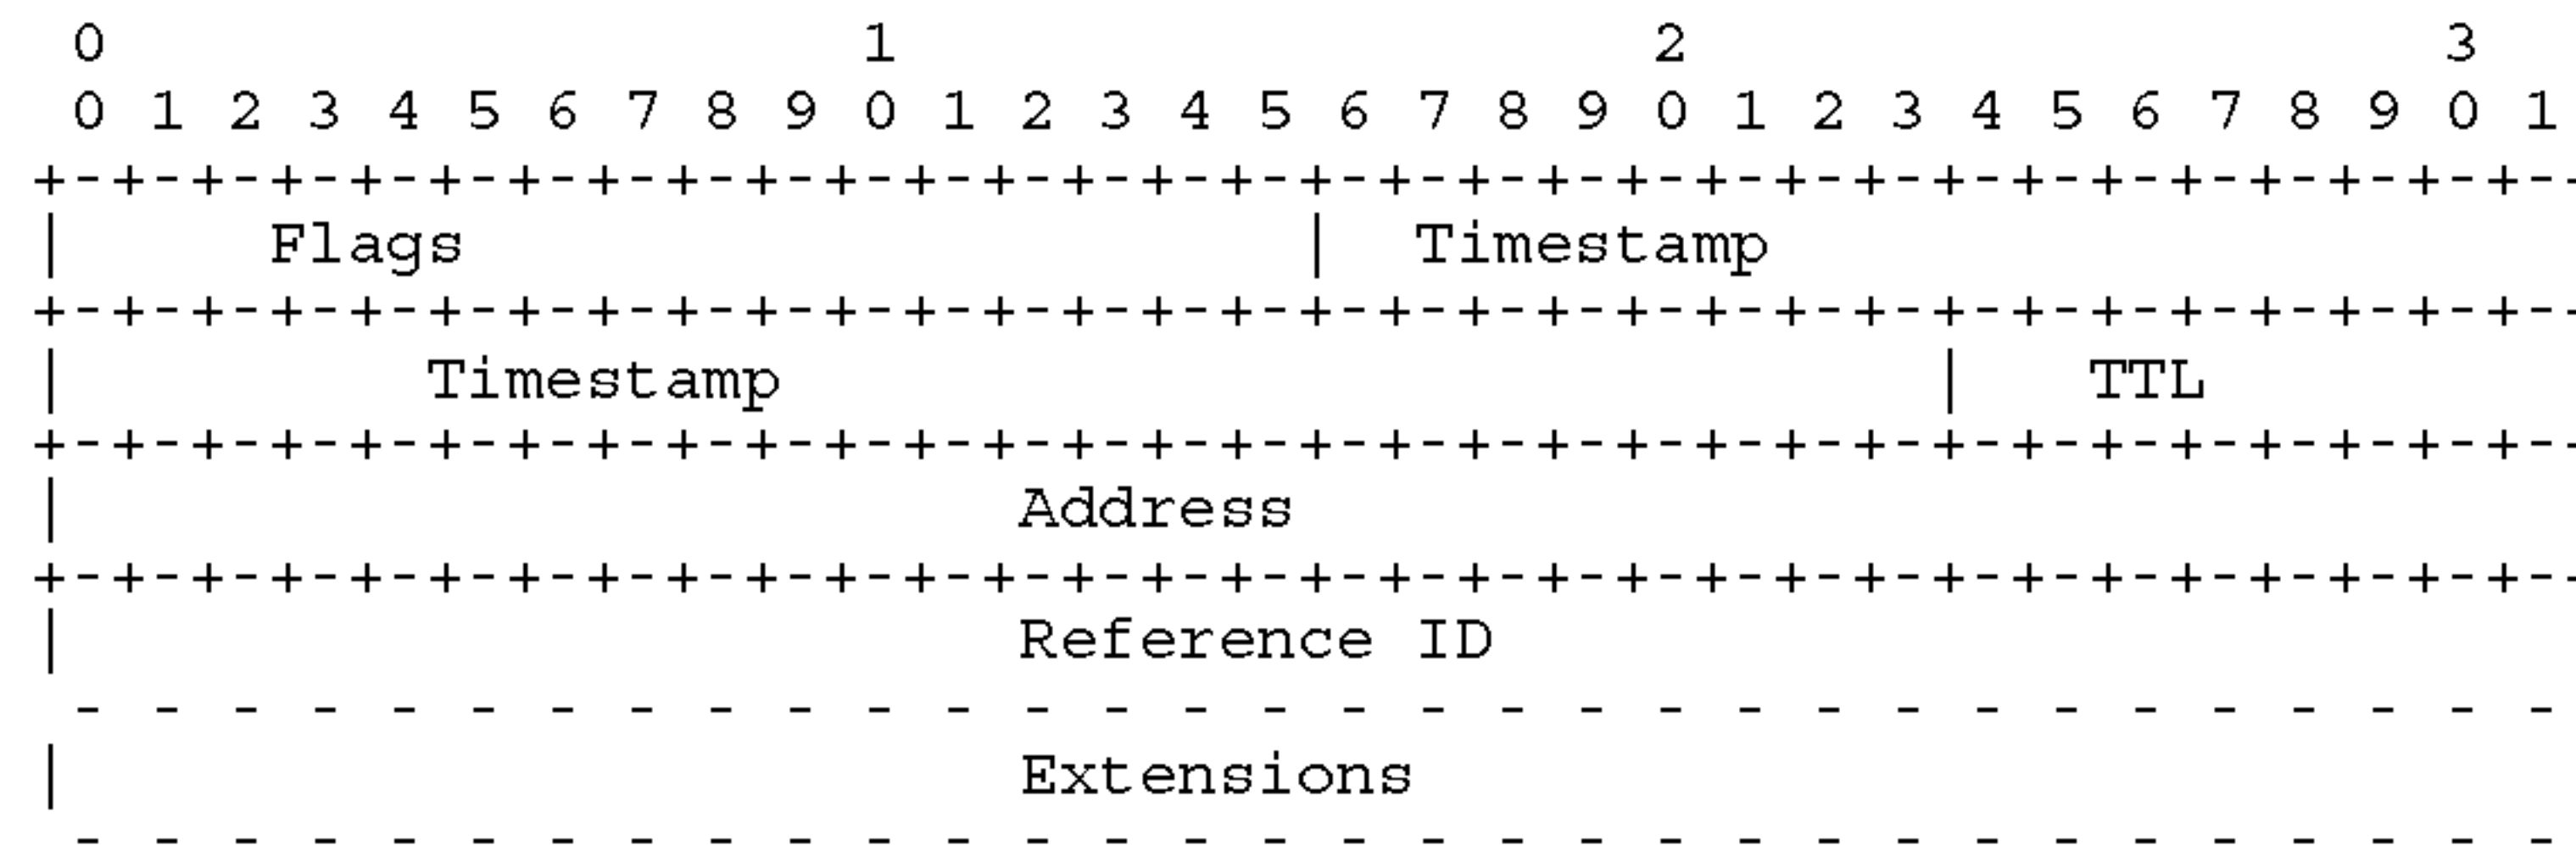 0                   1                   2                   3
 0 1 2 3 4 5 6 7 8 9 0 1 2 3 4 5 6 7 8 9 0 1 2 3 4 5 6 7 8 9 0 1
+-+-+-+-+-+-+-+-+-+-+-+-+-+-+-+-+-+-+-+-+-+-+-+-+-+-+-+-+-+-+-+-+
|     Flags                     |  Timestamp
+-+-+-+-+-+-+-+-+-+-+-+-+-+-+-+-+-+-+-+-+-+-+-+-+-+-+-+-+-+-+-+-+
|         Timestamp                             |   TTL
+-+-+-+-+-+-+-+-+-+-+-+-+-+-+-+-+-+-+-+-+-+-+-+-+-+-+-+-+-+-+-+-+
|                        Address
+-+-+-+-+-+-+-+-+-+-+-+-+-+-+-+-+-+-+-+-+-+-+-+-+-+-+-+-+-+-+-+-+
|                        Reference ID
 - - - - - - - - - - - - - - - - - - - - - - - - - - - - - - - -
|                        Extensions
 - - - - - - - - - - - - - - - - - - - - - - - - - - - - - - - -